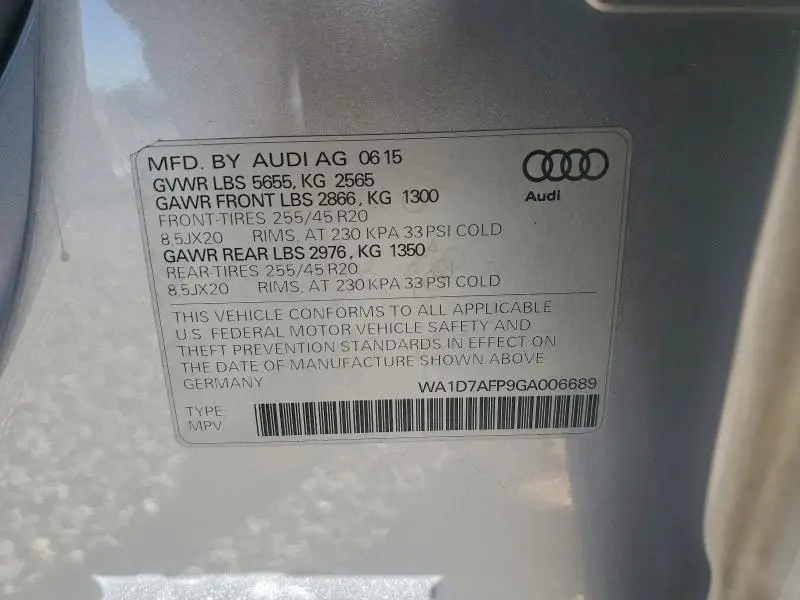 MFD. BY AUDI AG 0615
GVWR LBS 5655, KG 2565
GAWR FRONT LBS 2866, KG 1300
FRONT-TIRES 255/45 R20
8,5JX20 RIMS, AT 230 KPA 33 PSI COLD
GAWR REAR LBS 2976, KG 1350
REAR-TIRES 255/45 R20
8,5JX20 RIMS, AT 230 KPA 33 PSI COLD
Audi
THIS VEHICLE CONFORMS TO ALL APPLICABLE
U.S. FEDERAL MOTOR VEHICLE SAFETY AND
THEFT PREVENTION STANDARDS IN EFFECT ON
THE DATE OF MANUFACTURE SHOWN ABOVE.
GERMANY WA1D7AFP9GA006689
TYPE:
MPV